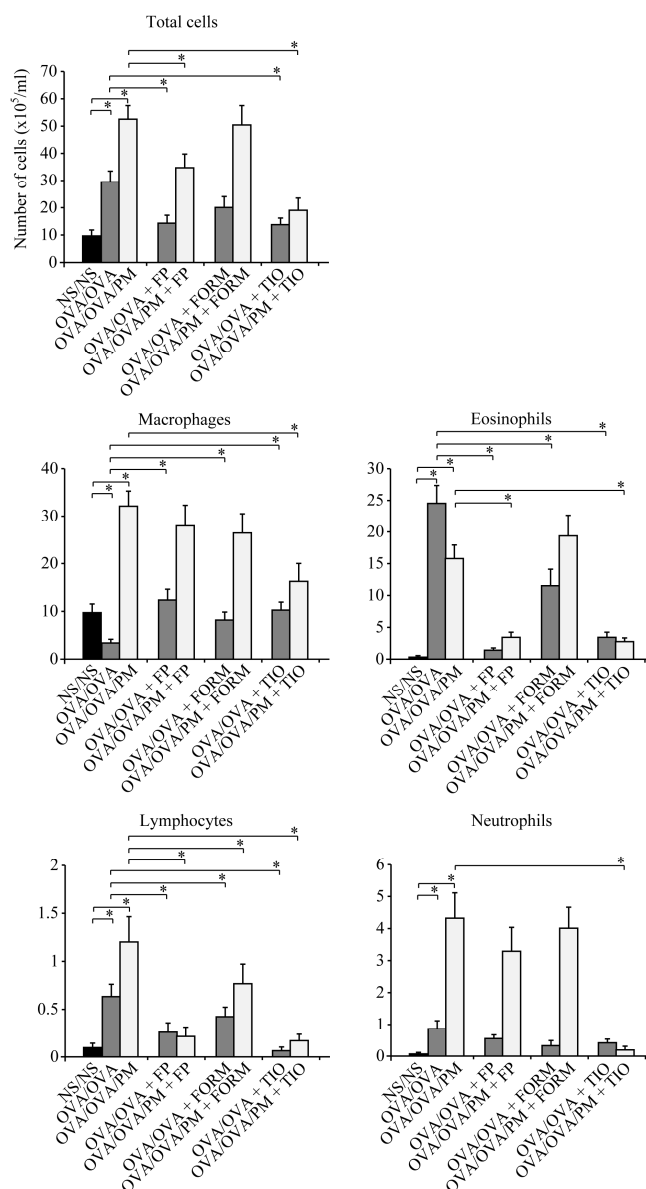 Total cells
*
*
*
*
*
*
Number of cells (x10⁵/ml)
70
60
50
40
30
20
10
0
NS/NS
OVA/OVA
OVA/OVA/PM
OVA/OVA + FP
OVA/OVA/PM + FP
OVA/OVA + FORM
OVA/OVA/PM + FORM
OVA/OVA + TIO
OVA/OVA/PM + TIO
Macrophages
*
*
*
*
*
*
40
30
20
10
0
NS/NS
OVA/OVA
OVA/OVA/PM
OVA/OVA + FP
OVA/OVA/PM + FP
OVA/OVA + FORM
OVA/OVA/PM + FORM
OVA/OVA + TIO
OVA/OVA/PM + TIO
Eosinophils
*
*
*
*
*
*
*
30
25
20
15
10
5
0
NS/NS
OVA/OVA
OVA/OVA/PM
OVA/OVA + FP
OVA/OVA/PM + FP
OVA/OVA + FORM
OVA/OVA/PM + FORM
OVA/OVA + TIO
OVA/OVA/PM + TIO
Lymphocytes
*
*
*
*
*
*
*
*
2
1.5
1
0.5
0
NS/NS
OVA/OVA
OVA/OVA/PM
OVA/OVA + FP
OVA/OVA/PM + FP
OVA/OVA + FORM
OVA/OVA/PM + FORM
OVA/OVA + TIO
OVA/OVA/PM + TIO
Neutrophils
*
*
*
6
5
4
3
2
1
0
NS/NS
OVA/OVA
OVA/OVA/PM
OVA/OVA + FP
OVA/OVA/PM + FP
OVA/OVA + FORM
OVA/OVA/PM + FORM
OVA/OVA + TIO
OVA/OVA/PM + TIO